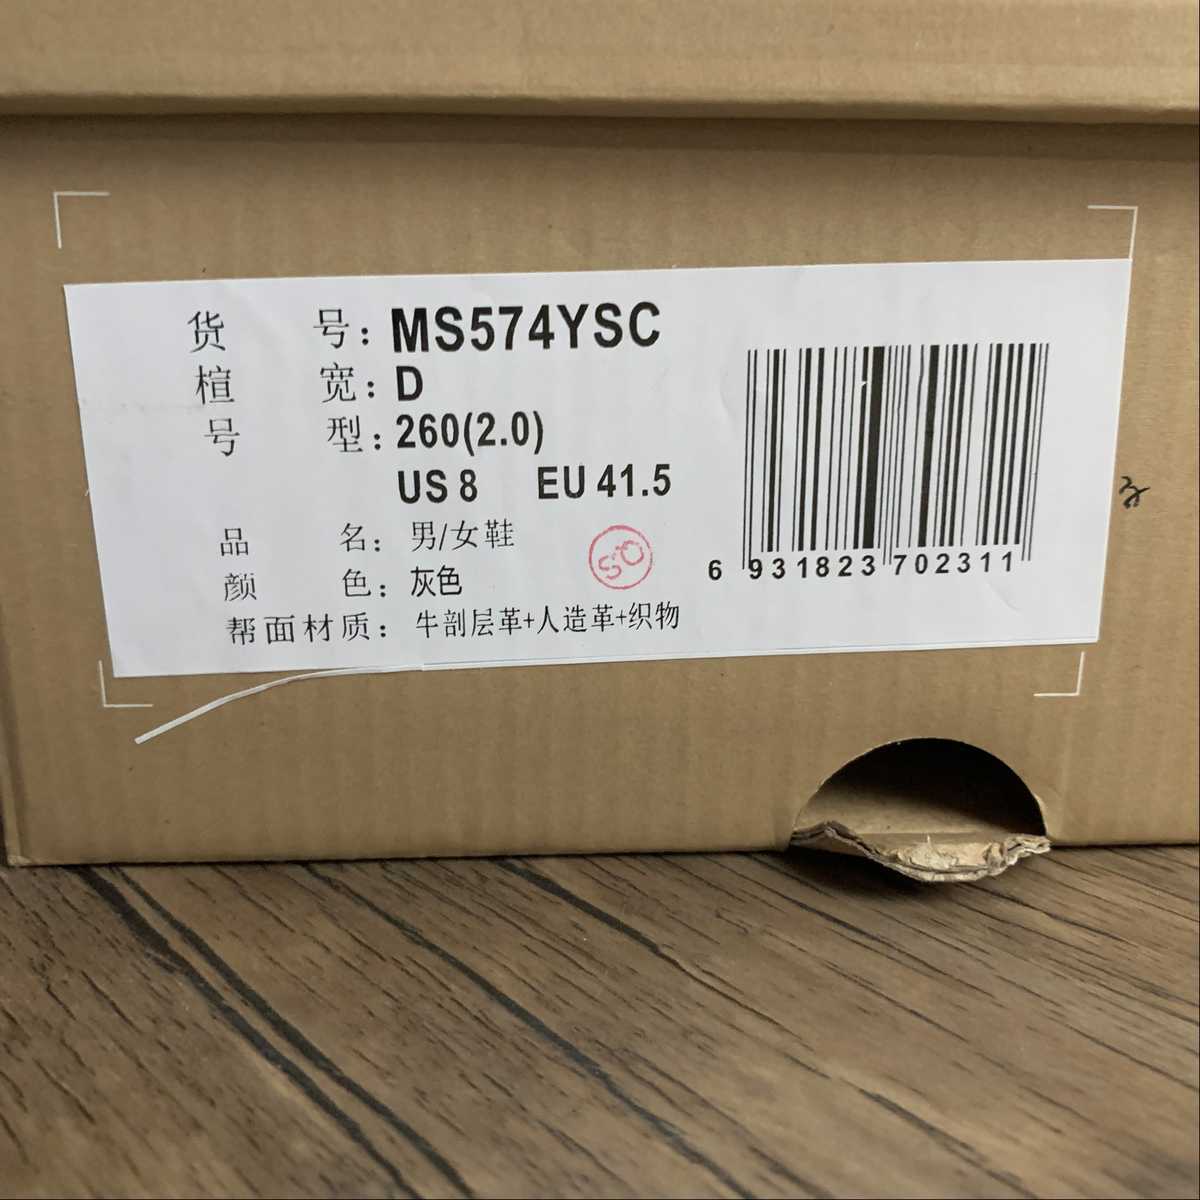 货 号：MS574YSC
楦 宽：D
号 型：260(2.0)
US 8 EU 41.5
品 名：男/女鞋
颜 色：灰色
帮面材质：牛剖层革+人造革+织物
6 931823 702311